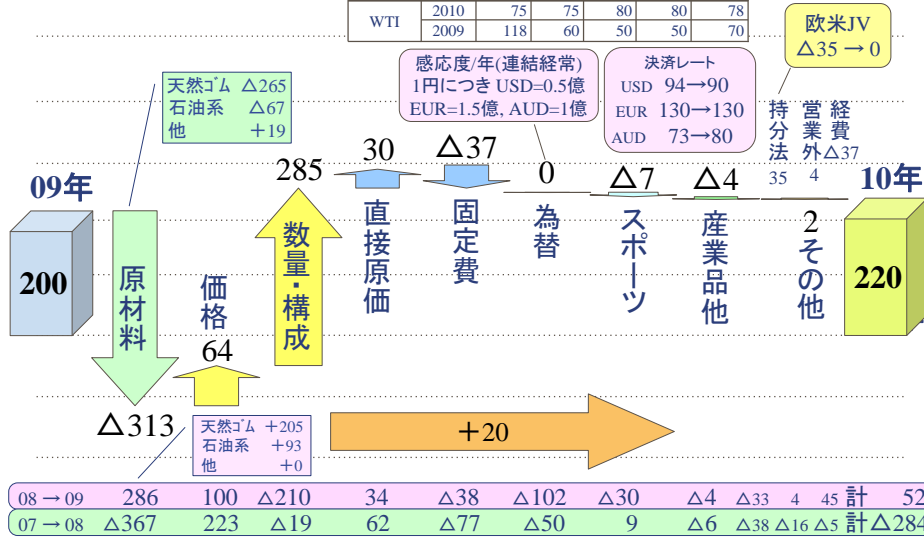 WTI 2010 75 75 80 80 78
2009 118 60 50 50 70
欧米JV
△35→0
天然ｺﾞﾑ △265
石油系 △67
他 +19
感応度/年(連結経常)
1円につき USD=0.5億
EUR=1.5億, AUD=1億
決済レート
USD 94→90
EUR 130→130
AUD 73→80
持分法 35
営業外 4
経費 △37
09年
200
原材料
△313
価格
64
285
数量・構成
30
直接原価
△37
固定費
0
為替
△7
スポーツ
△4
産業品他
2
その他
10年
220
天然ｺﾞﾑ +205
石油系 +93
他 +0
+20
08→09 286 100 △210 34 △38 △102 △30 △4 △33 4 45 計 52
07→08 △367 223 △19 62 △77 △50 9 △6 △38 △16 △5 計 △284